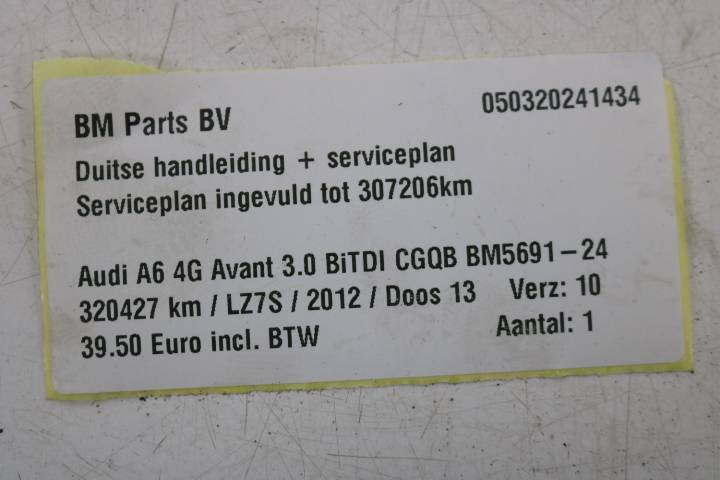 BM Parts BV 050320241434
Duitse handleiding + serviceplan
Serviceplan ingevuld tot 307206km
Audi A6 4G Avant 3.0 BiTDI CGQB BM5691-24
320427 km / LZ7S / 2012 / Doos 13 Verz: 10
39.50 Euro incl. BTW Aantal: 1